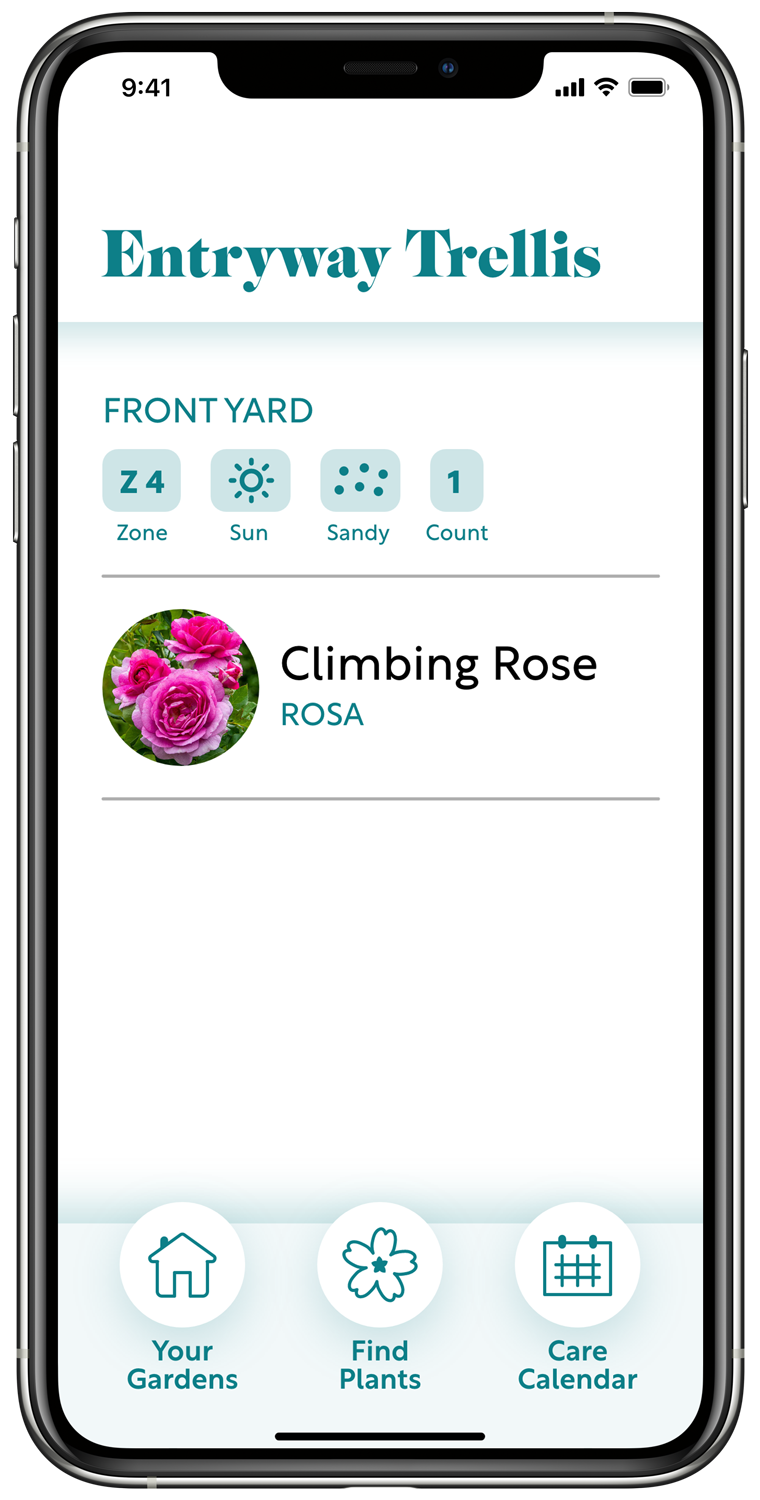 9:41
Entryway Trellis
FRONT YARD
Z 4
1
Zone Sun Sandy Count
Climbing Rose
ROSA
Your Gardens
Find Plants
Care Calendar